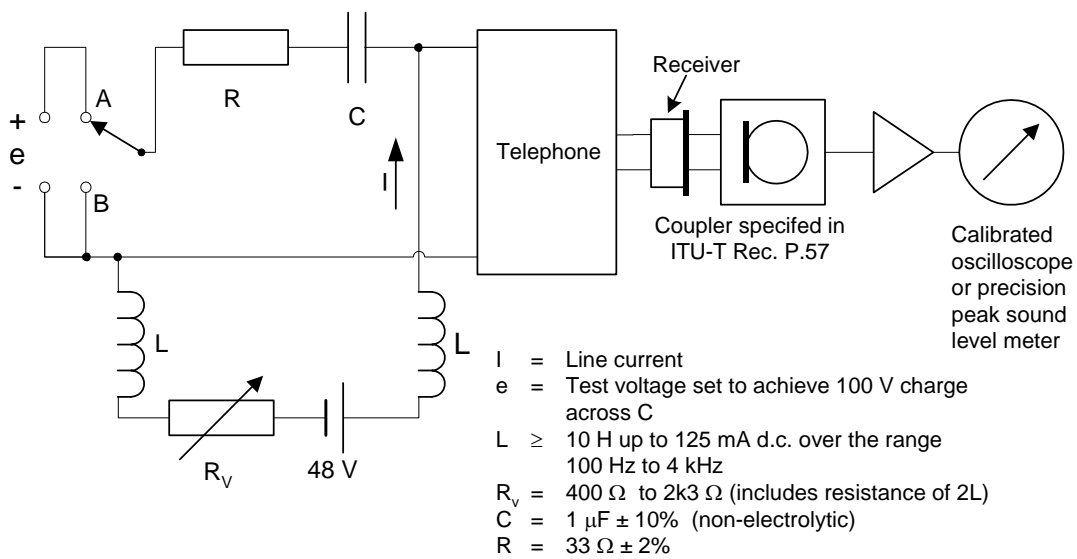 A
+
e
-
B
R
C
I
Telephone
Receiver
Coupler specifed in
ITU-T Rec. P.57
Calibrated
oscilloscope
or precision
peak sound
level meter
L
L
R_V
48 V
I = Line current
e = Test voltage set to achieve 100 V charge
across C
L ≥ 10 H up to 125 mA d.c. over the range
100 Hz to 4 kHz
R_v = 400 Ω to 2k3 Ω (includes resistance of 2L)
C = 1 μF ± 10% (non-electrolytic)
R = 33 Ω ± 2%